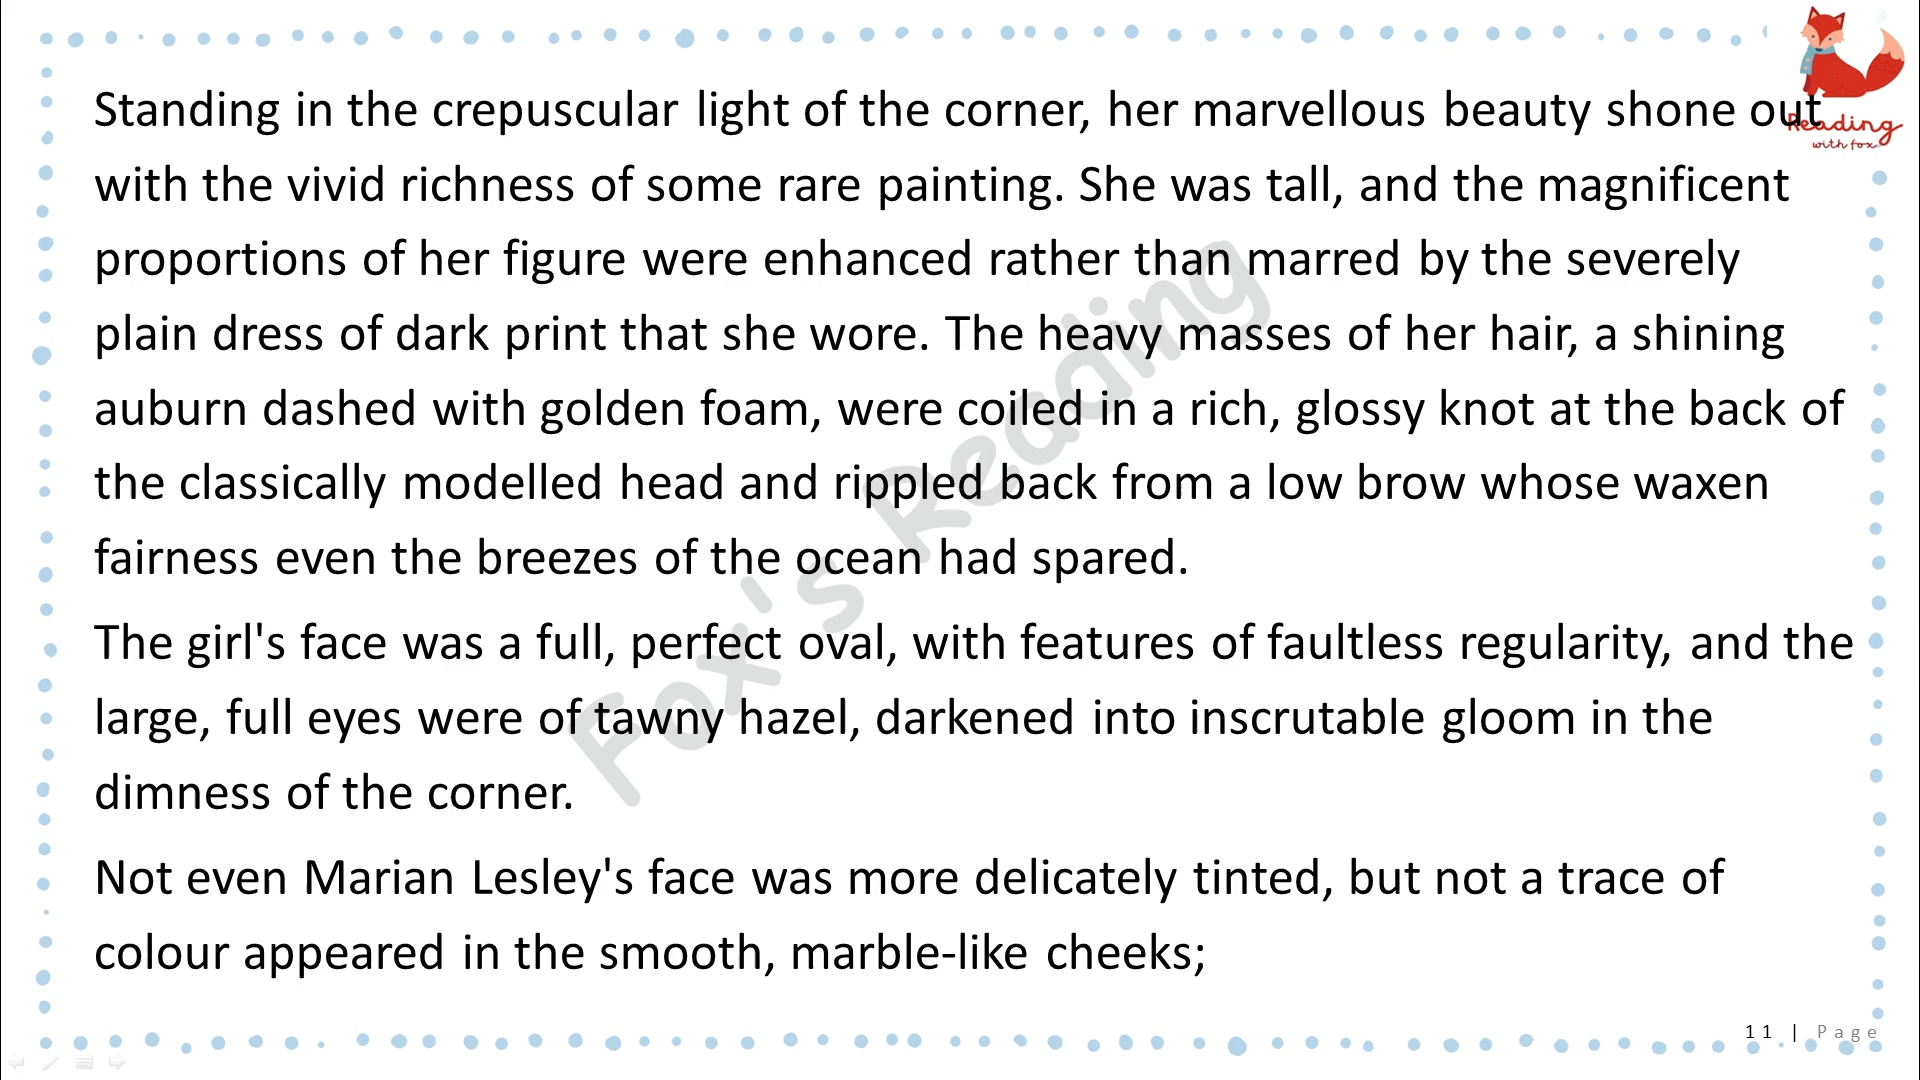 Standing in the crepuscular light of the corner, her marvellous beauty shone out
with the vivid richness of some rare painting. She was tall, and the magnificent
proportions of her figure were enhanced rather than marred by the severely
plain dress of dark print that she wore. The heavy masses of her hair, a shining
auburn dashed with golden foam, were coiled in a rich, glossy knot at the back of
the classically modelled head and rippled back from a low brow whose waxen
fairness even the breezes of the ocean had spared.
The girl's face was a full, perfect oval, with features of faultless regularity, and the
large, full eyes were of tawny hazel, darkened into inscrutable gloom in the
dimness of the corner.
Not even Marian Lesley's face was more delicately tinted, but not a trace of
colour appeared in the smooth, marble-like cheeks;
Reading
with fox
Fox's Reading
11 | Page